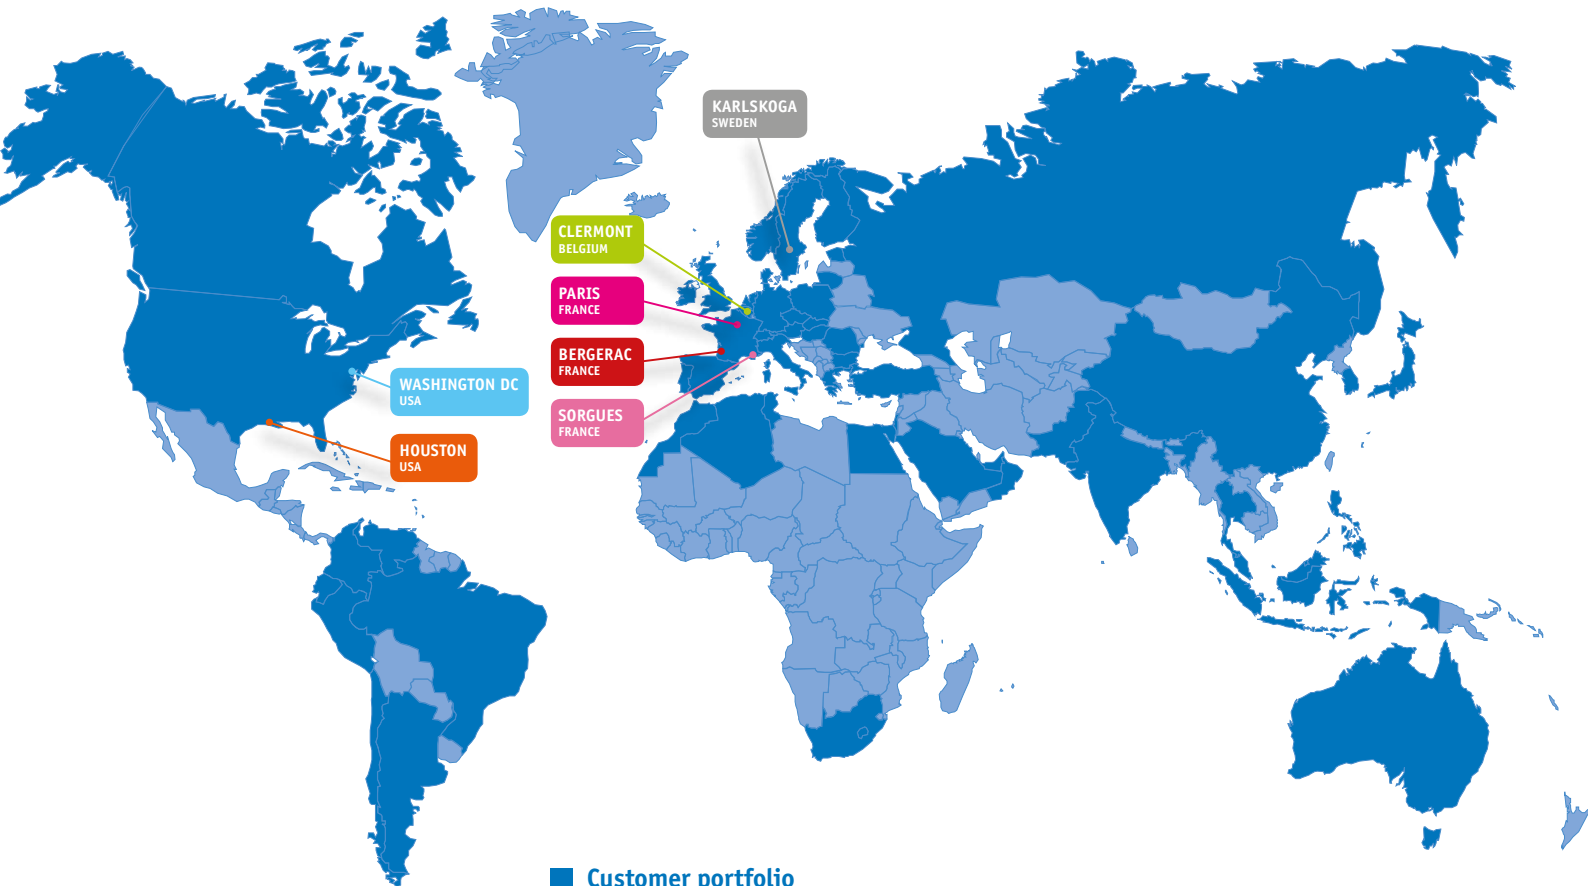 KARLSKOGA
SWEDEN
CLERMONT
BELGIUM
PARIS
FRANCE
BERGERAC
FRANCE
SORGUES
FRANCE
WASHINGTON DC
USA
HOUSTON
USA
Customer portfolio